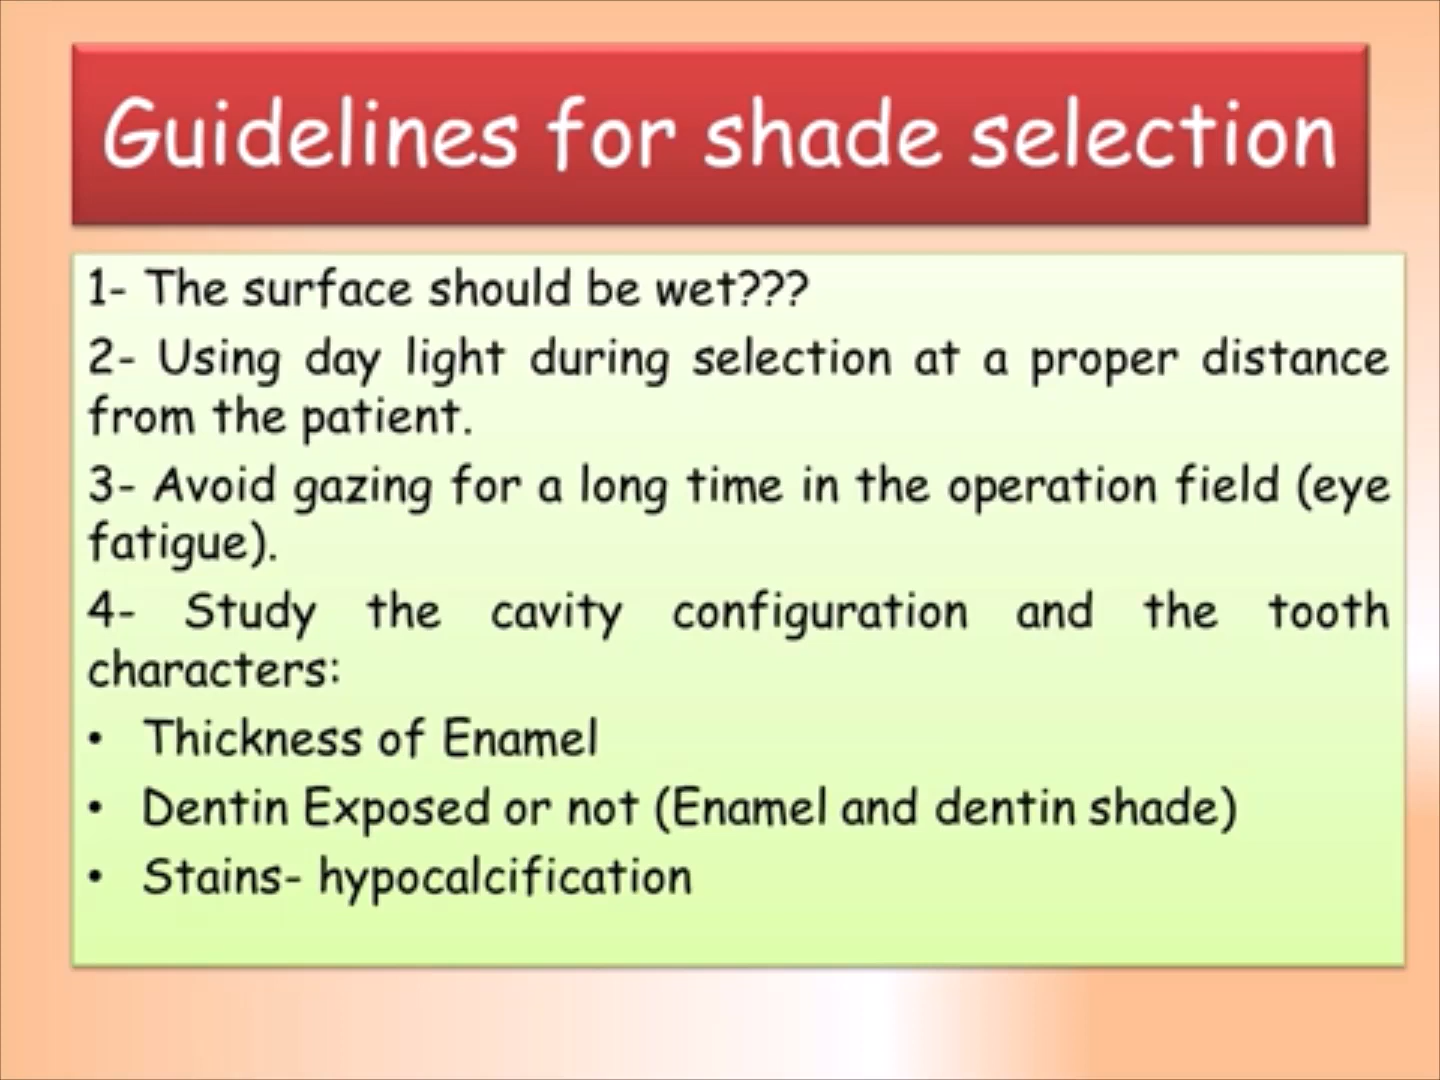 Guidelines for shade selection
1- The surface should be wet???
2- Using day light during selection at a proper distance
from the patient.
3- Avoid gazing for a long time in the operation field (eye
fatigue).
4- Study the cavity configuration and the tooth
characters:
• Thickness of Enamel
• Dentin Exposed or not (Enamel and dentin shade)
• Stains- hypocalcification